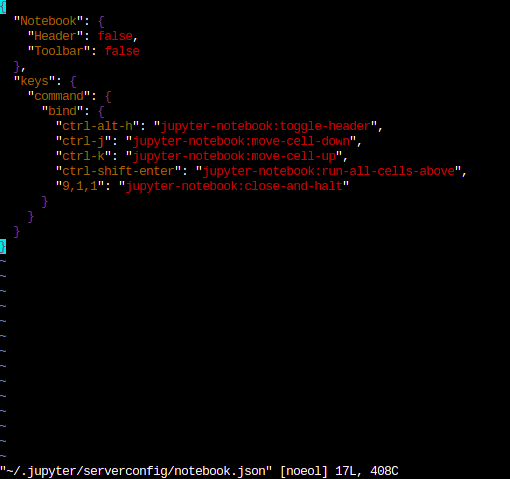 {
  "Notebook": {
    "Header": false,
    "Toolbar": false
  },
  "keys": {
    "command": {
      "bind": {
        "ctrl-alt-h": "jupyter-notebook:toggle-header",
        "ctrl-j": "jupyter-notebook:move-cell-down",
        "ctrl-k": "jupyter-notebook:move-cell-up",
        "ctrl-shift-enter": "jupyter-notebook:run-all-cells-above",
        "9,1,1": "jupyter-notebook:close-and-halt"
      }
    }
  }
}
~
~
~
~
~
~
~
~
~
~
~
~
~
~
"~/.jupyter/serverconfig/notebook.json" [noeol] 17L, 408C